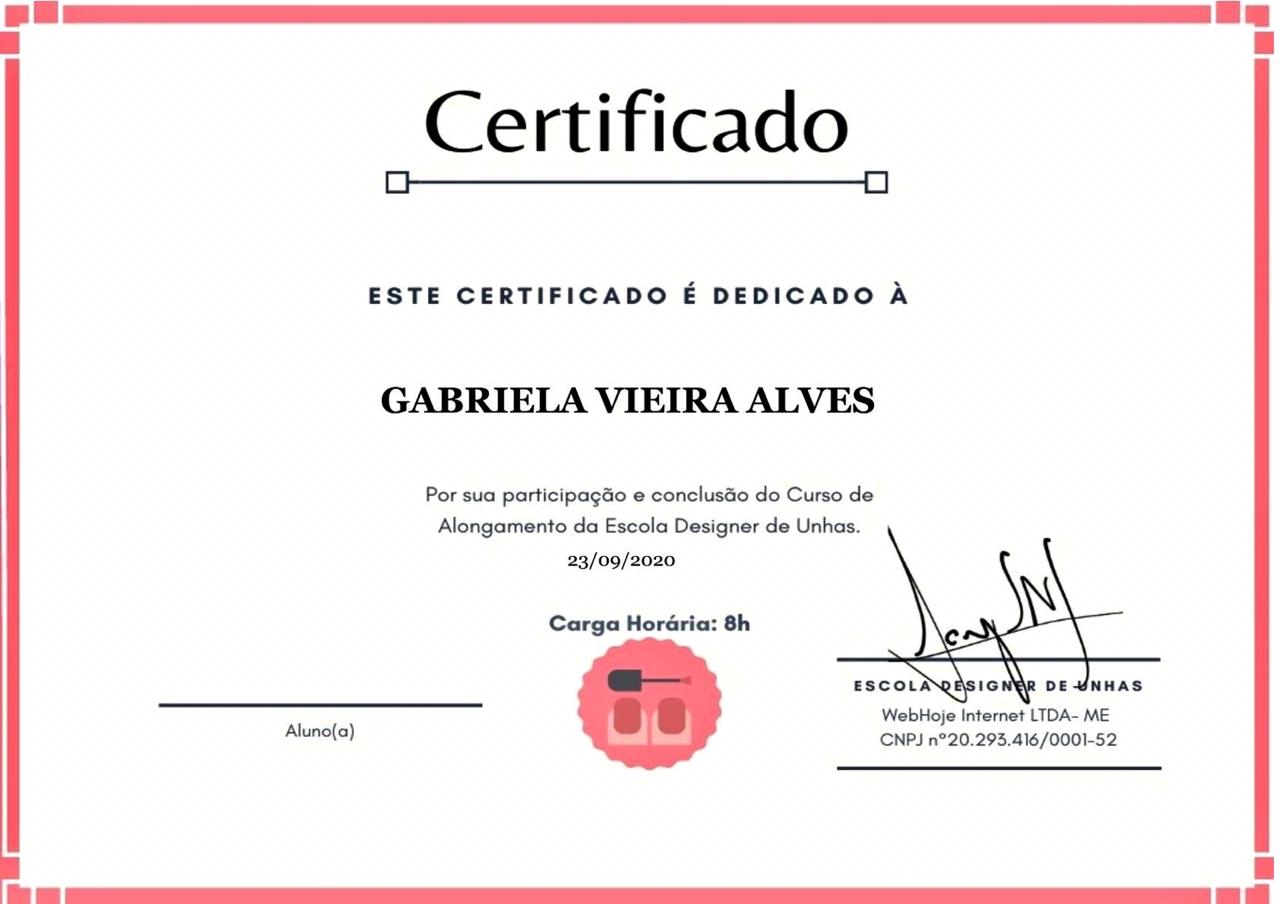 Certificado
ESTE CERTIFICADO É DEDICADO À
GABRIELA VIEIRA ALVES
Por sua participação e conclusão do Curso de
Alongamento da Escola Designer de Unhas.
23/09/2020
Carga Horária: 8h
Aluno(a)
ESCOLA DESIGNER DE UNHAS
WebHoje Internet LTDA- ME
CNPJ n°20.293.416/0001-52